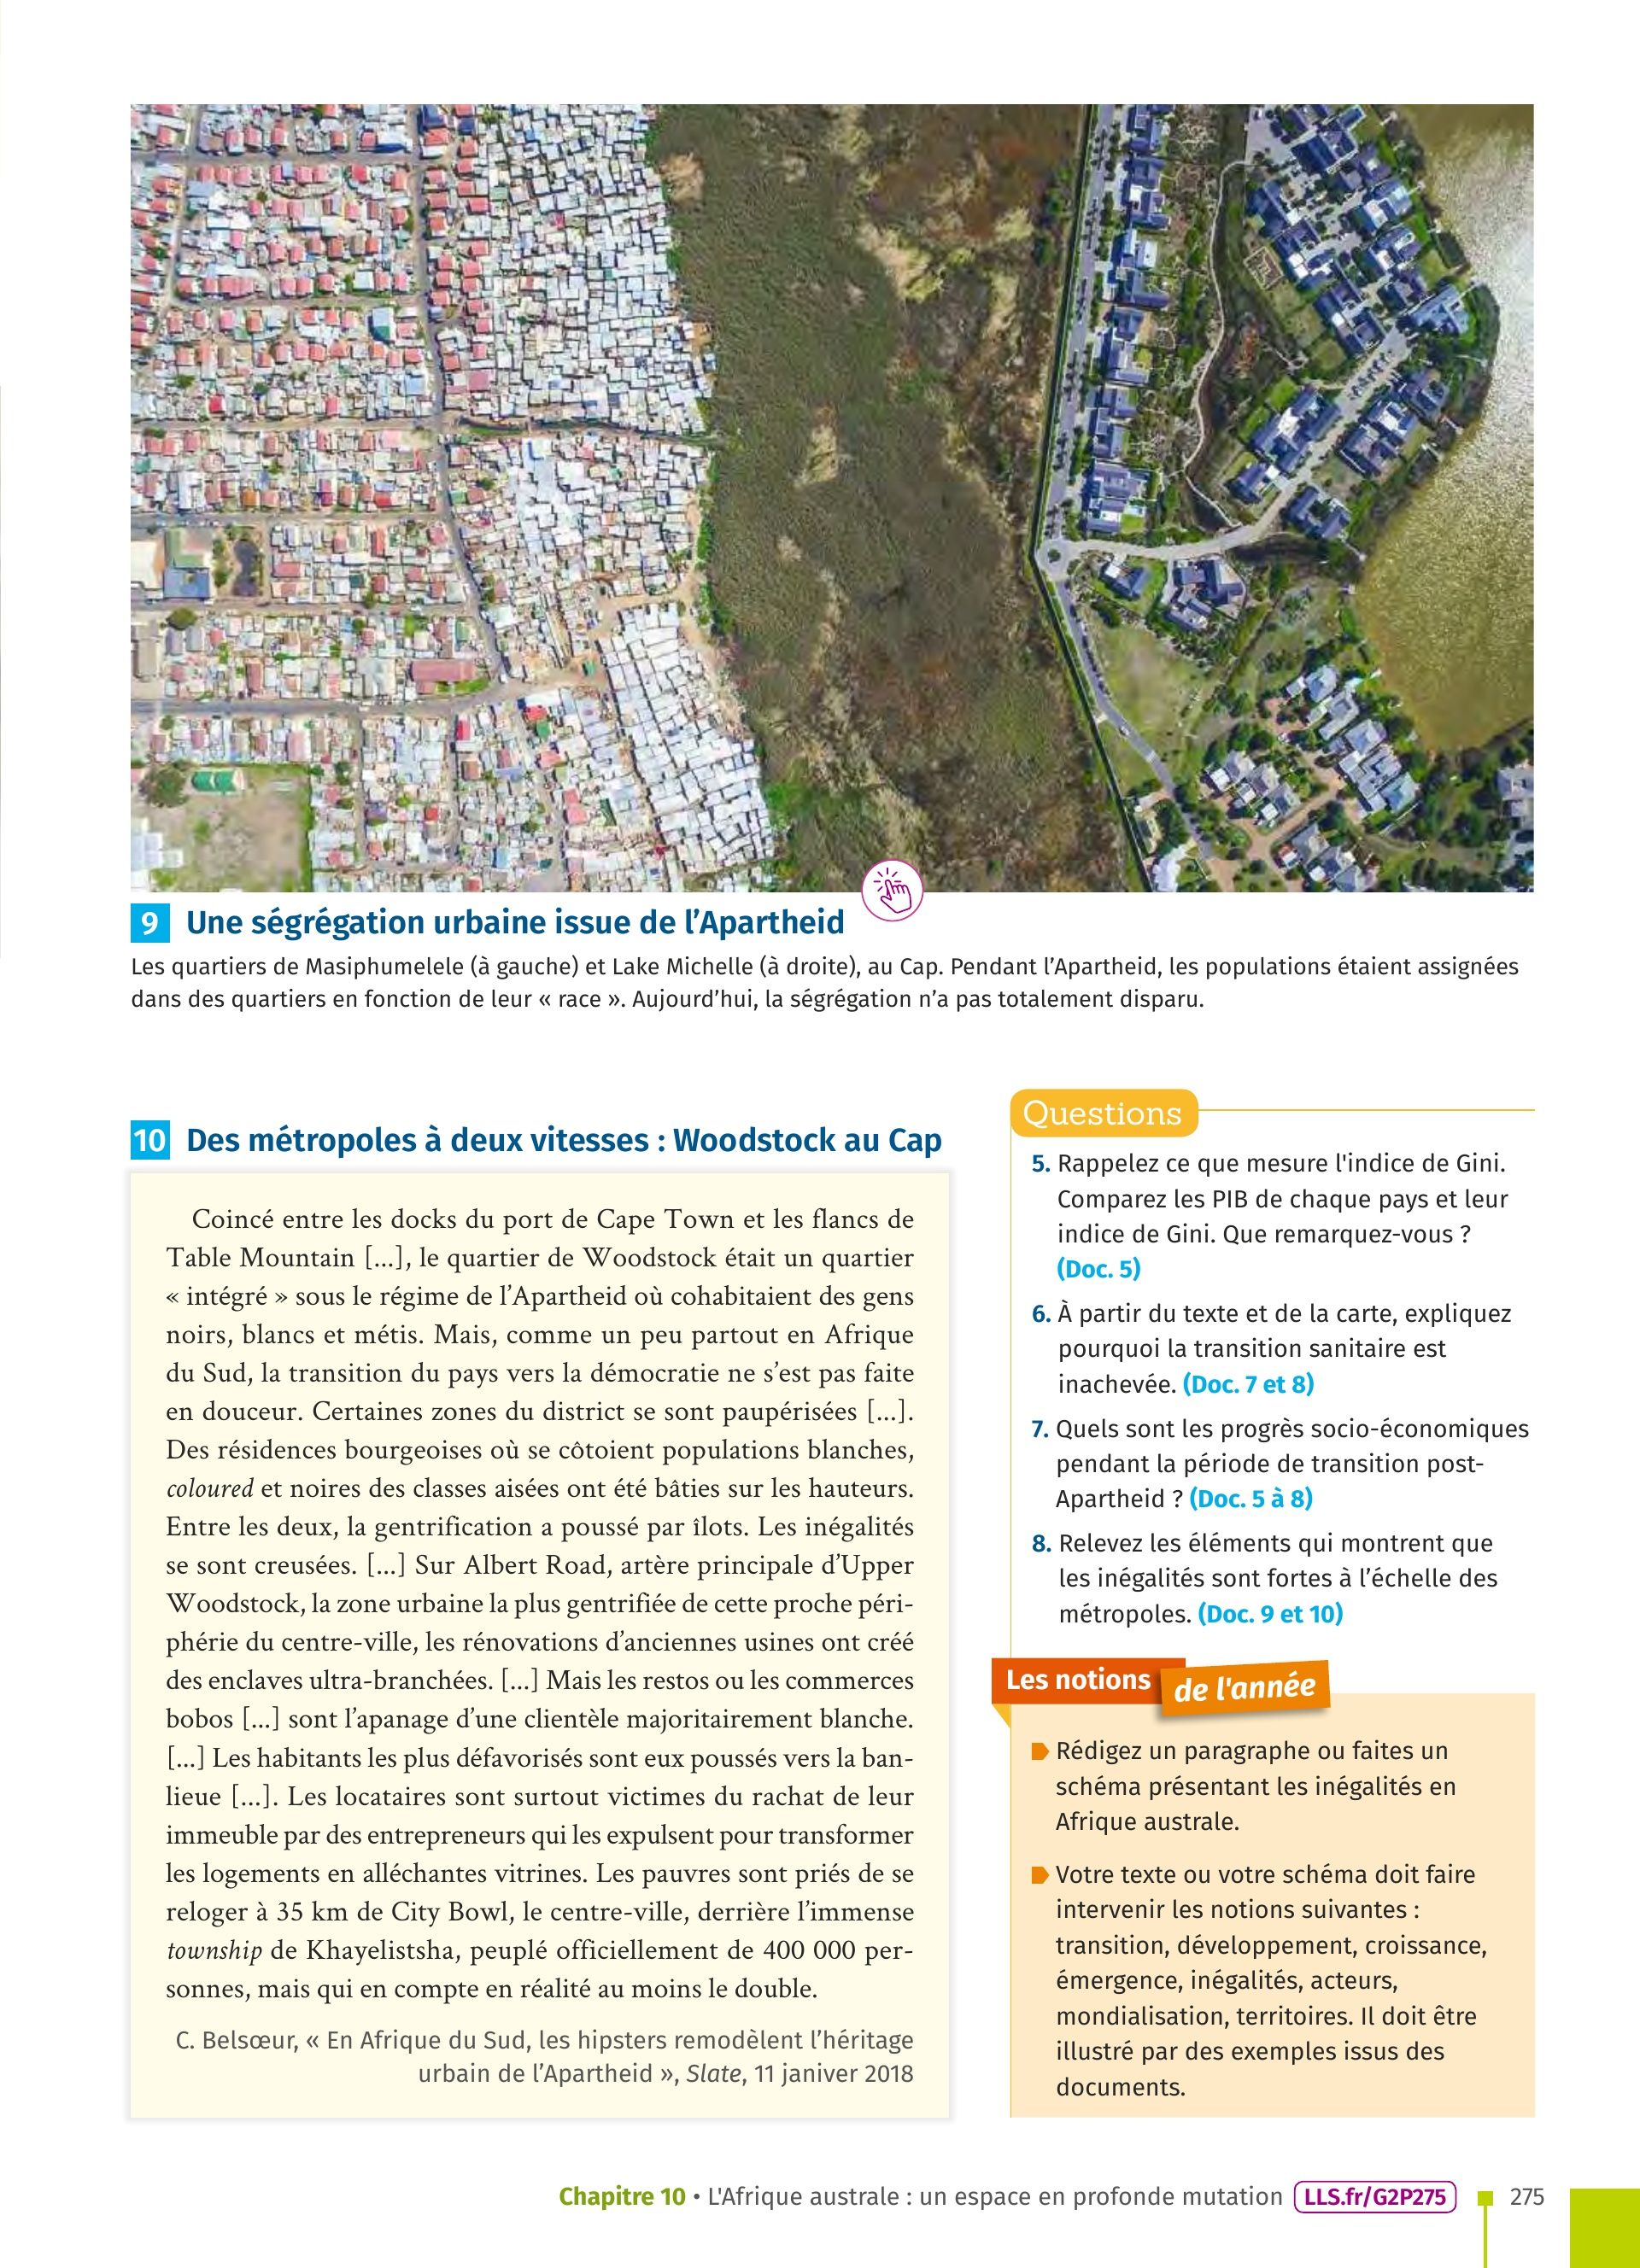 9 Une ségrégation urbaine issue de l’Apartheid
Les quartiers de Masiphumelele (à gauche) et Lake Michelle (à droite), au Cap. Pendant l’Apartheid, les populations étaient assignées
dans des quartiers en fonction de leur « race ». Aujourd’hui, la ségrégation n’a pas totalement disparu.
10 Des métropoles à deux vitesses : Woodstock au Cap
Coincé entre les docks du port de Cape Town et les flancs de
Table Mountain [...], le quartier de Woodstock était un quartier
« intégré » sous le régime de l’Apartheid où cohabitaient des gens
noirs, blancs et métis. Mais, comme un peu partout en Afrique
du Sud, la transition du pays vers la démocratie ne s’est pas faite
en douceur. Certaines zones du district se sont paupérisées [...].
Des résidences bourgeoises où se côtoient populations blanches,
coloured et noires des classes aisées ont été bâties sur les hauteurs.
Entre les deux, la gentrification a poussé par îlots. Les inégalités
se sont creusées. [...] Sur Albert Road, artère principale d’Upper
Woodstock, la zone urbaine la plus gentrifiée de cette proche péri-
phérie du centre-ville, les rénovations d’anciennes usines ont créé
des enclaves ultra-branchées. [...] Mais les restos ou les commerces
bobos [...] sont l’apanage d’une clientèle majoritairement blanche.
[...] Les habitants les plus défavorisés sont eux poussés vers la ban-
lieue [...]. Les locataires sont surtout victimes du rachat de leur
immeuble par des entrepreneurs qui les expulsent pour transformer
les logements en alléchantes vitrines. Les pauvres sont priés de se
reloger à 35 km de City Bowl, le centre-ville, derrière l’immense
township de Khayelistsha, peuplé officiellement de 400 000 per-
sonnes, mais qui en compte en réalité au moins le double.
C. Belsœur, « En Afrique du Sud, les hipsters remodèlent l’héritage
urbain de l’Apartheid », Slate, 11 janiver 2018
Questions
5. Rappelez ce que mesure l'indice de Gini.
Comparez les PIB de chaque pays et leur
indice de Gini. Que remarquez-vous ?
(Doc. 5)
6. À partir du texte et de la carte, expliquez
pourquoi la transition sanitaire est
inachevée. (Doc. 7 et 8)
7. Quels sont les progrès socio-économiques
pendant la période de transition post-
Apartheid ? (Doc. 5 à 8)
8. Relevez les éléments qui montrent que
les inégalités sont fortes à l’échelle des
métropoles. (Doc. 9 et 10)
Les notions de l'année
Rédigez un paragraphe ou faites un
schéma présentant les inégalités en
Afrique australe.
Votre texte ou votre schéma doit faire
intervenir les notions suivantes :
transition, développement, croissance,
émergence, inégalités, acteurs,
mondialisation, territoires. Il doit être
illustré par des exemples issus des
documents.
Chapitre 10 • L'Afrique australe : un espace en profonde mutation LLS.fr/G2P275 275